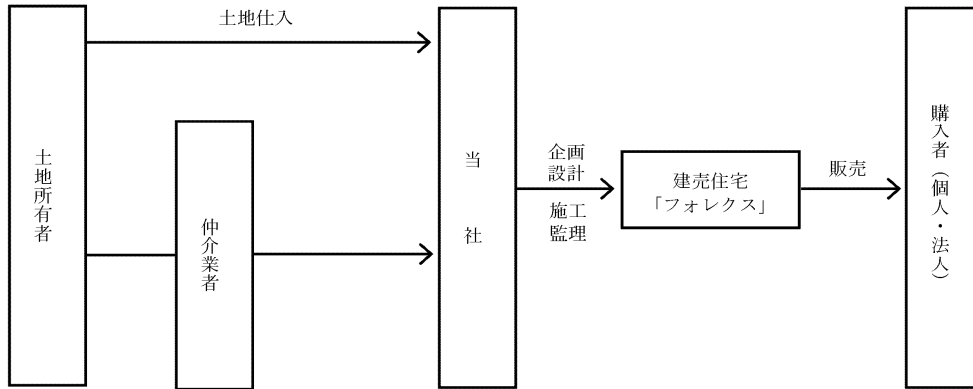 土地仕入
土地所有者
仲介業者
当社
企画
設計
施工
監理
建売住宅
「フォレクス」
販売
購入者（個人・法人）